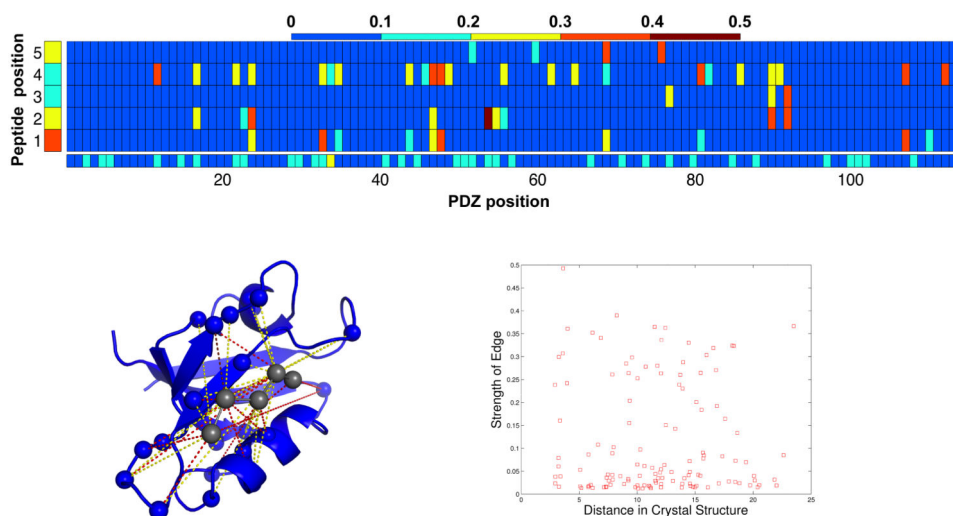 0 0.1 0.2 0.3 0.4 0.5
Peptide position
5
4
3
2
1
20 40 60 80 100
PDZ position
Strength of Edge
0.5
0.45
0.4
0.35
0.3
0.25
0.2
0.15
0.1
0.05
0
0 5 10 15 20 25
Distance in Crystal Structure